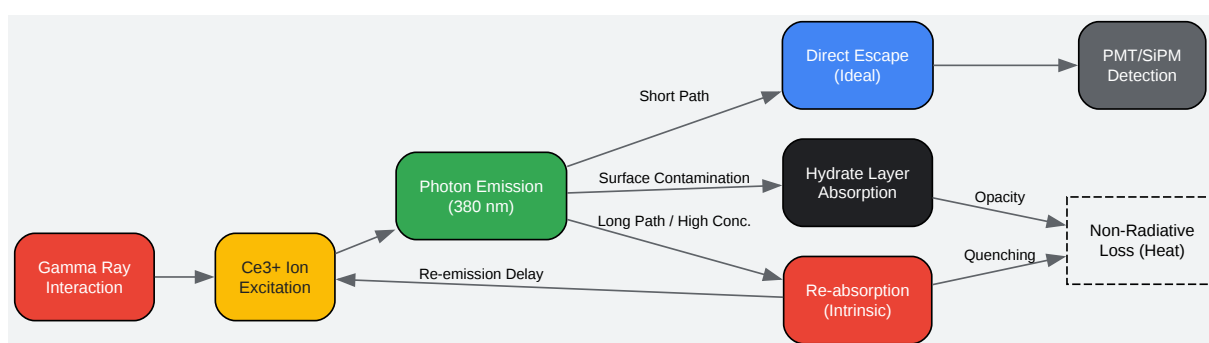 Gamma Ray
Interaction
Ce3+ Ion
Excitation
Photon Emission
(380 nm)
Short Path
Surface Contamination
Long Path / High Conc.
Re-emission Delay
Direct Escape
(Ideal)
Hydrate Layer
Absorption
Re-absorption
(Intrinsic)
Opacity
Quenching
PMT/SiPM
Detection
Non-Radiative
Loss (Heat)